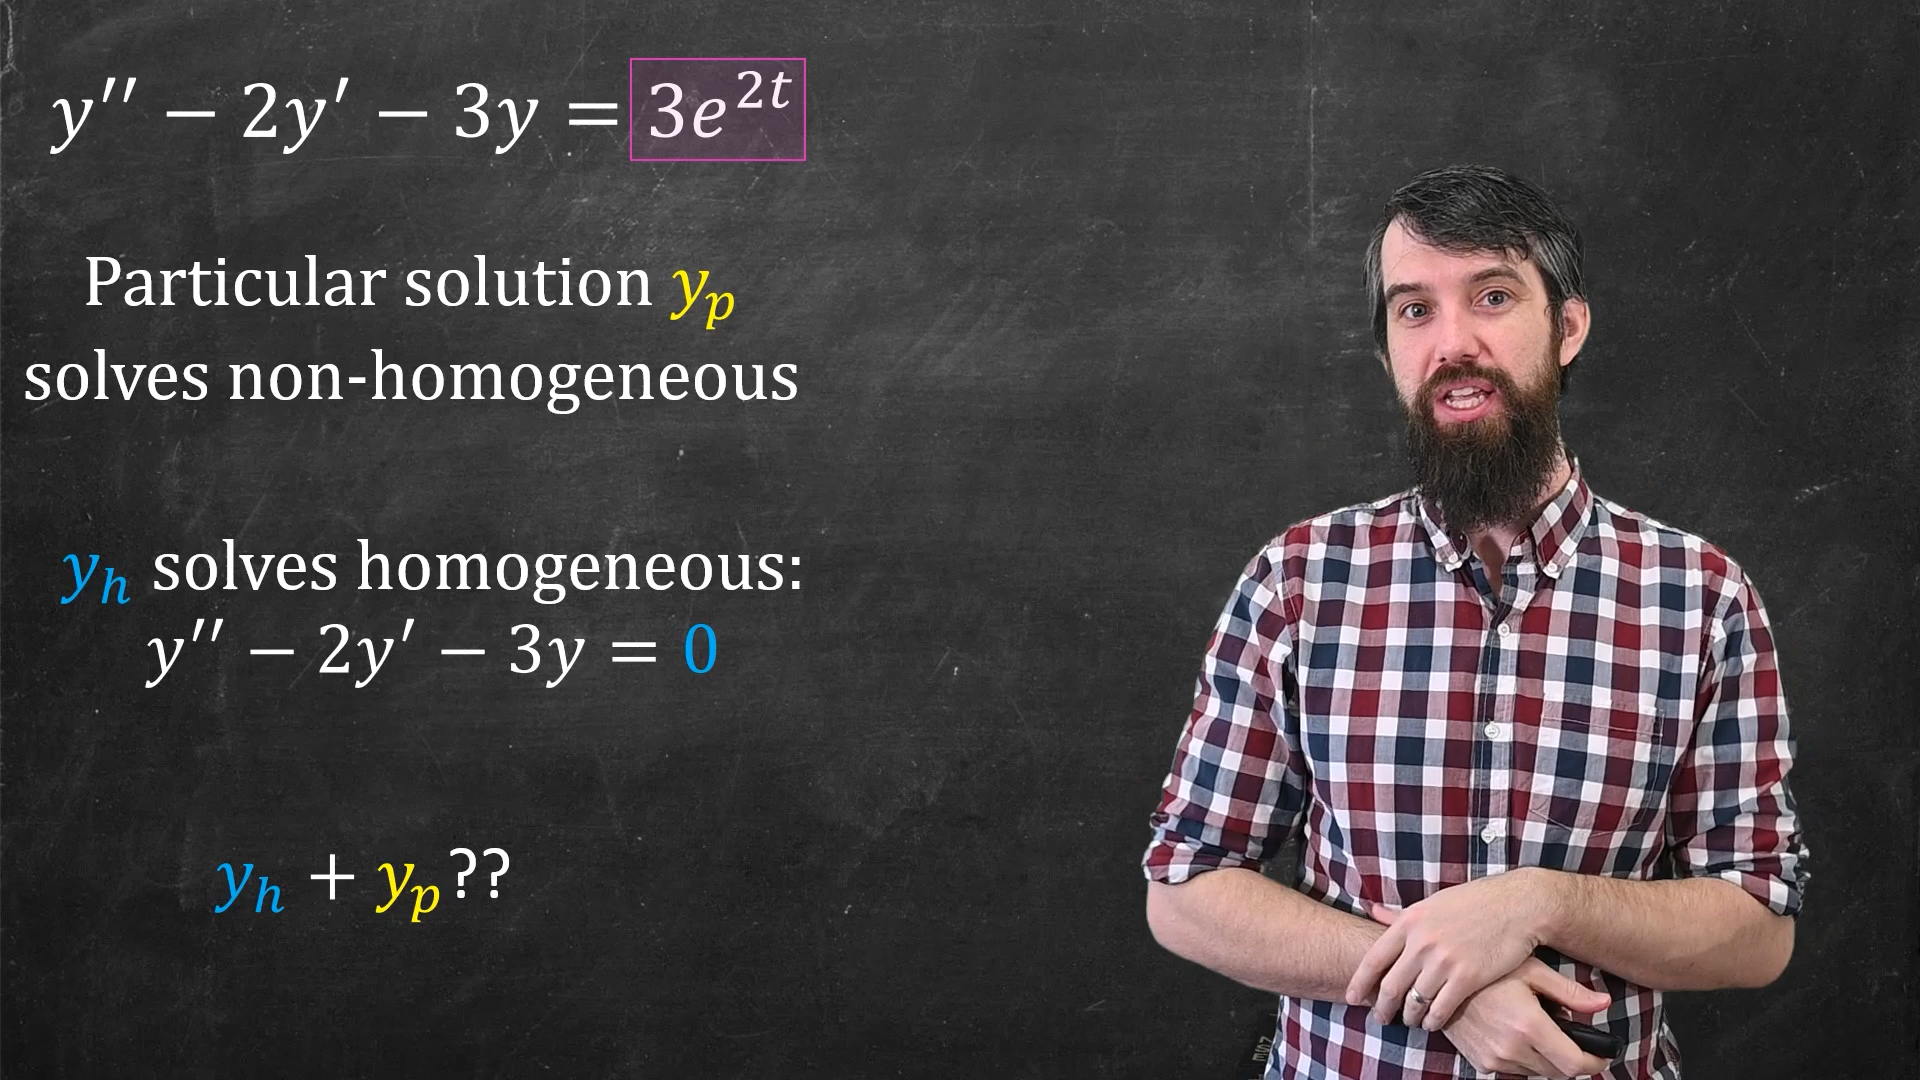 y′′ − 2y′ − 3y = 3e^{2t}
Particular solution y_p
solves non-homogeneous
y_h solves homogeneous:
y′′ − 2y′ − 3y = 0
y_h + y_p??